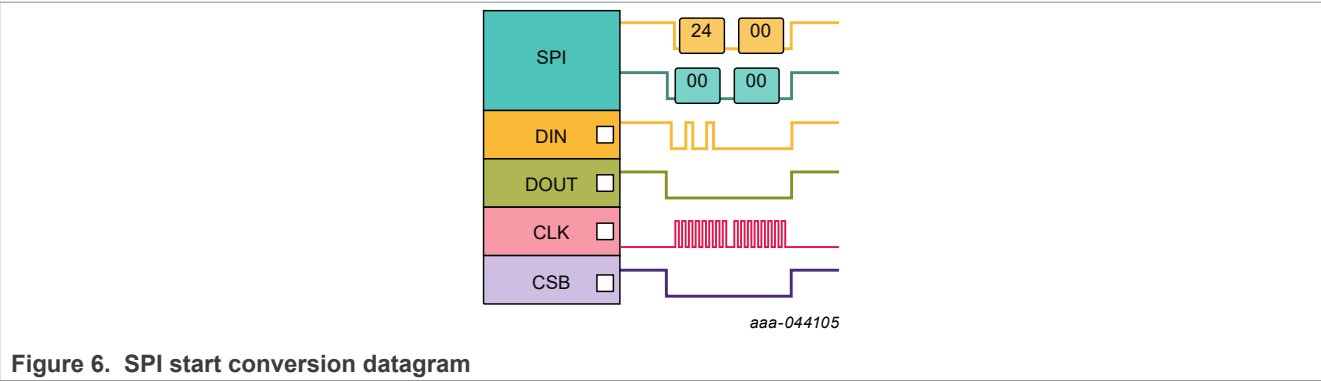 24 00
SPI
00 00
DIN
DOUT
CLK
CSB
aaa-044105
Figure 6. SPI start conversion datagram